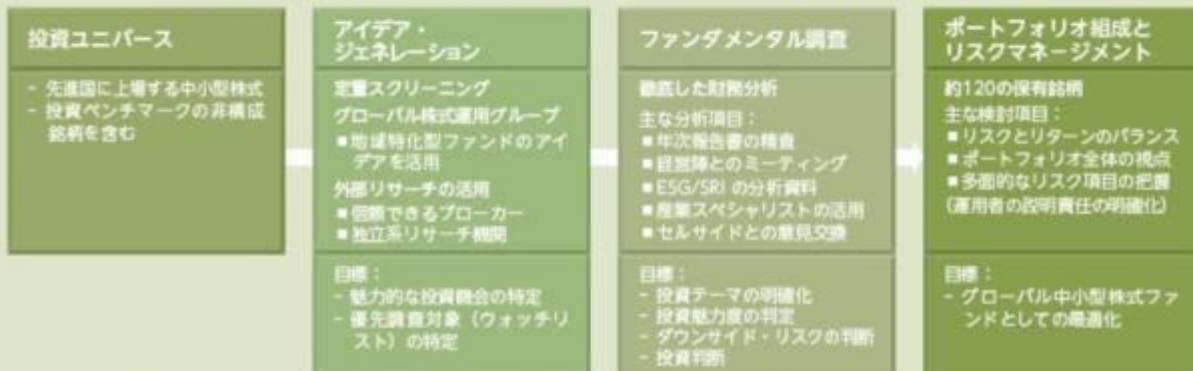 投資ユニバース
- 先進国に上場する中小型株式
- 投資ベンチマークの非構成
銘柄を含む
アイデア・
ジェネレーション
定量スクリーニング
グローバル株式運用グループ
■地域特化型ファンドのアイ
デアを活用
外部リサーチの活用
■信頼できるブローカー
■独立系リサーチ機関
目標：
- 魅力的な投資機会の特定
- 優先調査対象（ウォッチリ
スト）の特定
ファンダメンタル調査
徹底した財務分析
主な分析項目：
■年次報告書の精査
■経営陣とのミーティング
■ESG/SRI の分析資料
■産業スペシャリストの活用
■セルサイドとの意見交換
目標：
- 投資テーマの明確化
- 投資魅力度の判定
- ダウンサイド・リスクの判断
- 投資判断
ポートフォリオ組成と
リスクマネージメント
約120の保有銘柄
主な検討項目：
■リスクとリターンのバランス
■ポートフォリオ全体の視点
■多面的なリスク項目の把握
（運用者の説明責任の明確化）
目標：
- グローバル中小型株式ファ
ンドとしての最適化